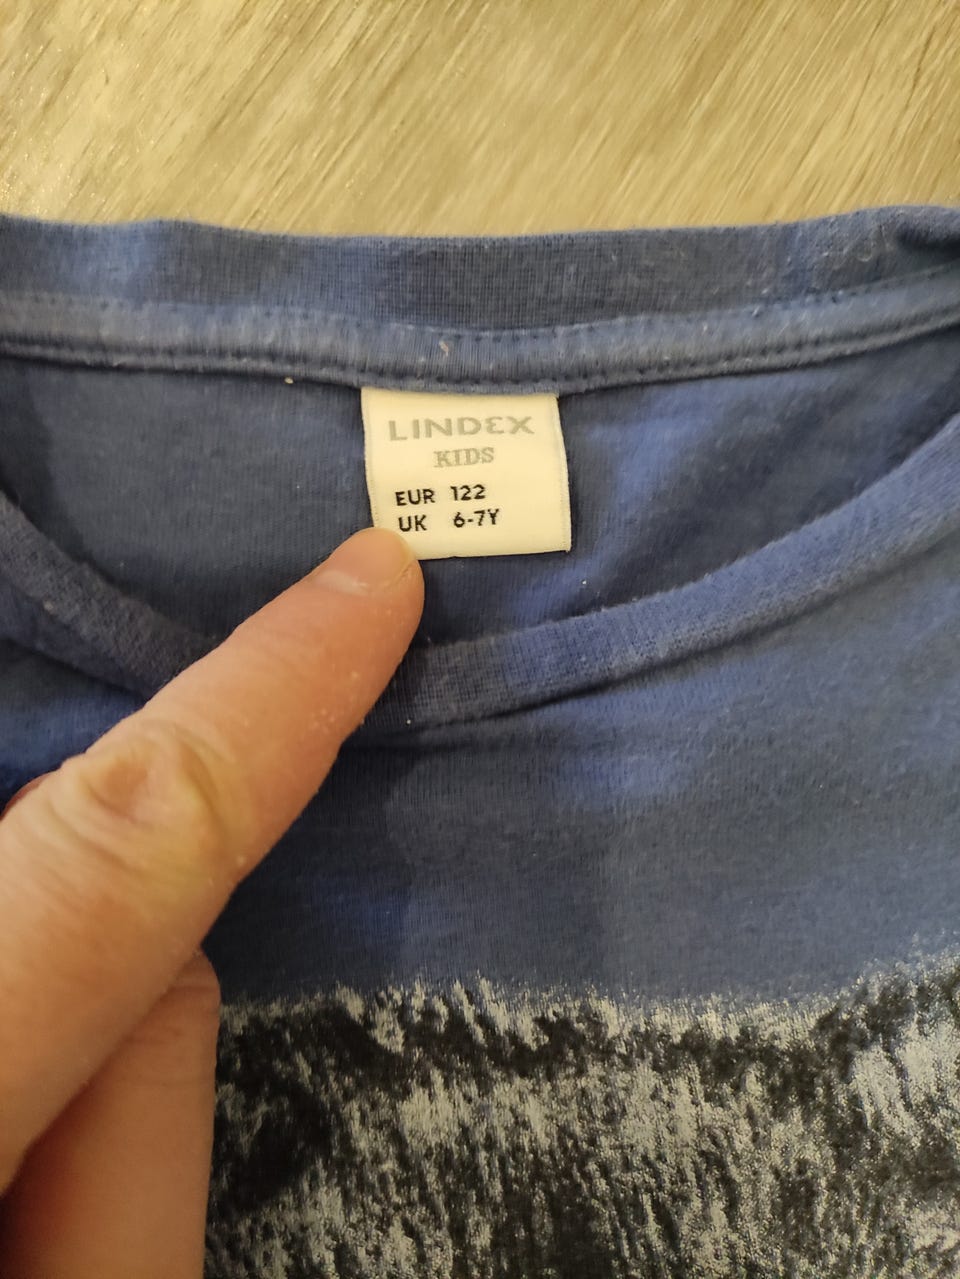 LINDEX
KIDS
EUR 122
UK 6-7Y